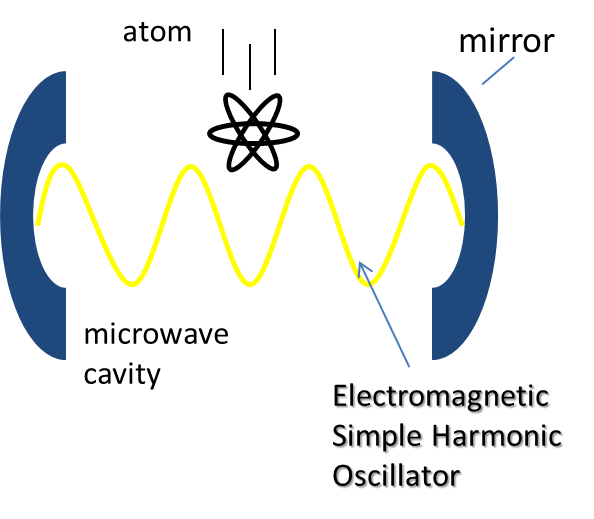 atom
mirror
microwave
cavity
Electromagnetic
Simple Harmonic
Oscillator